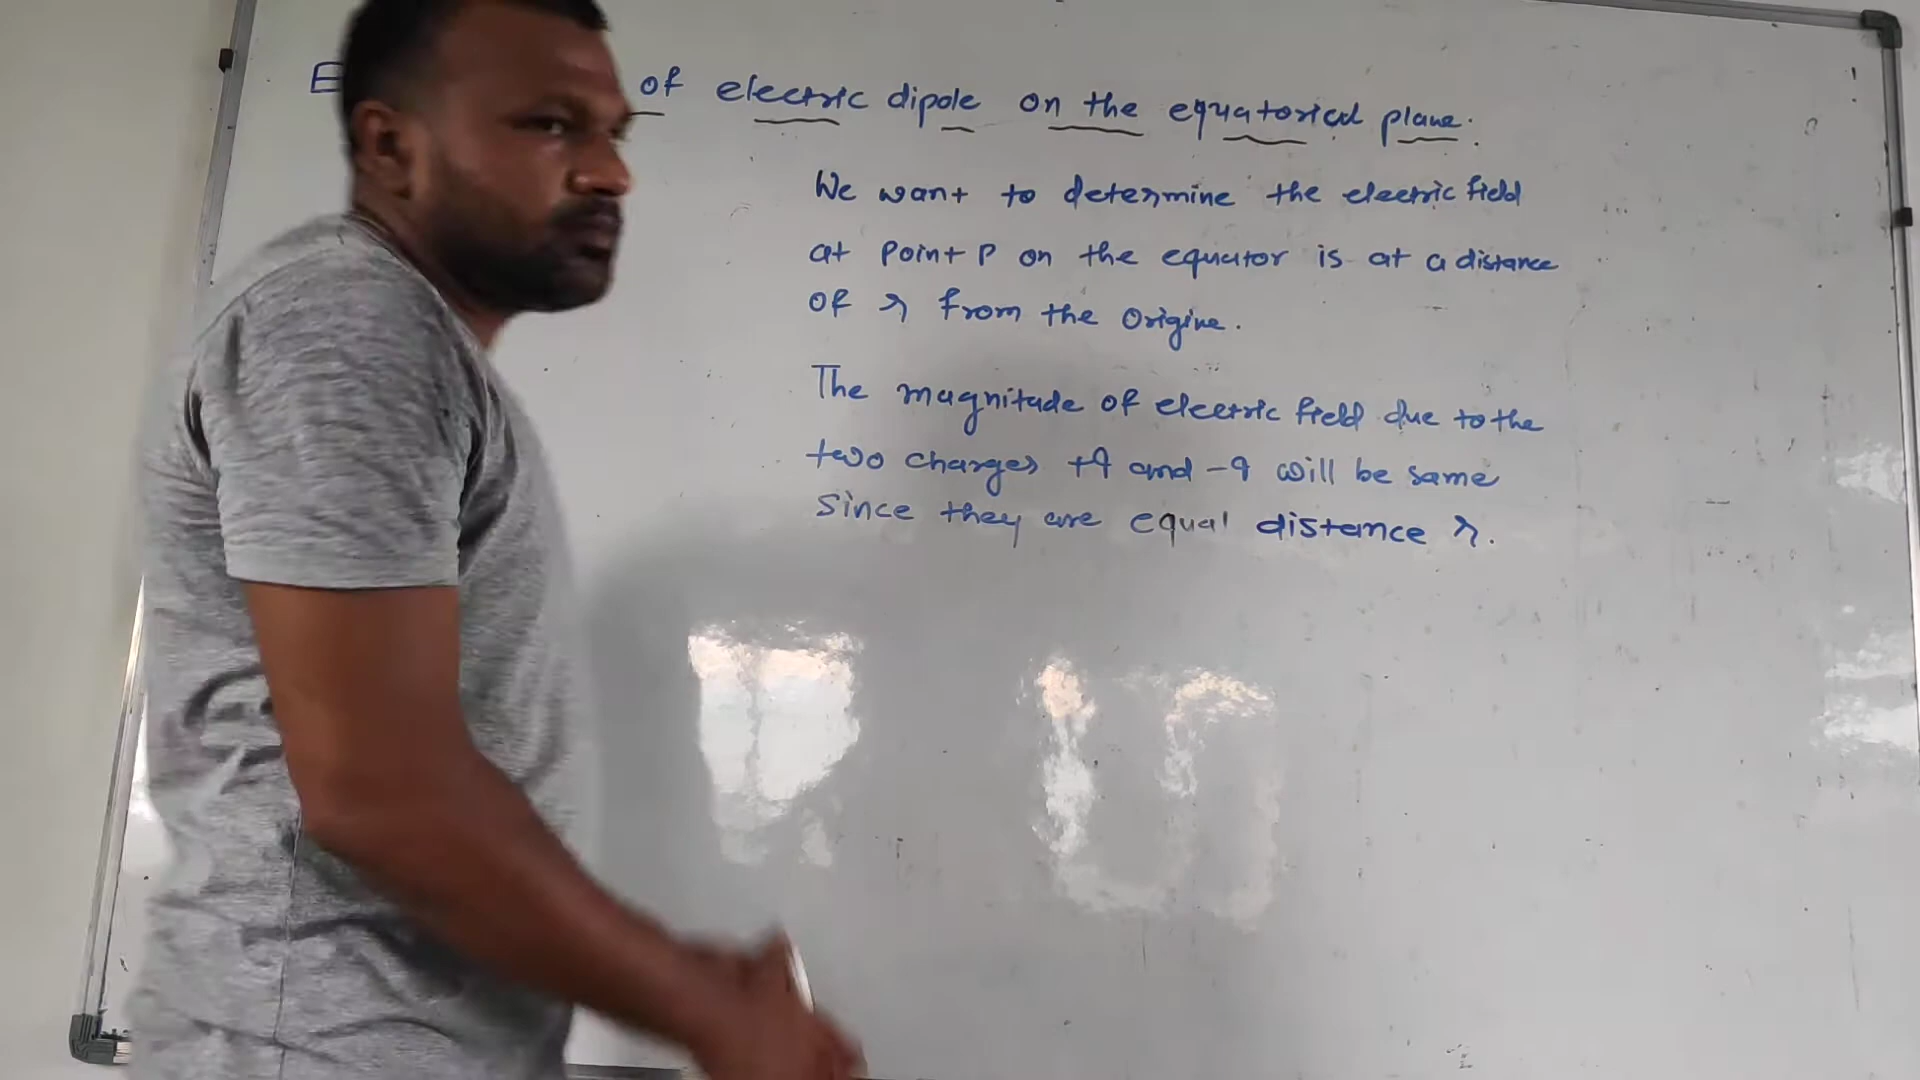 of electric dipole on the equatorial plane.
We want to determine the electric field
at point P on the equator is at a distance
of r from the origine.
The magnitude of electric field due to the
two charges +q and -q will be same
since they are equal distance r.